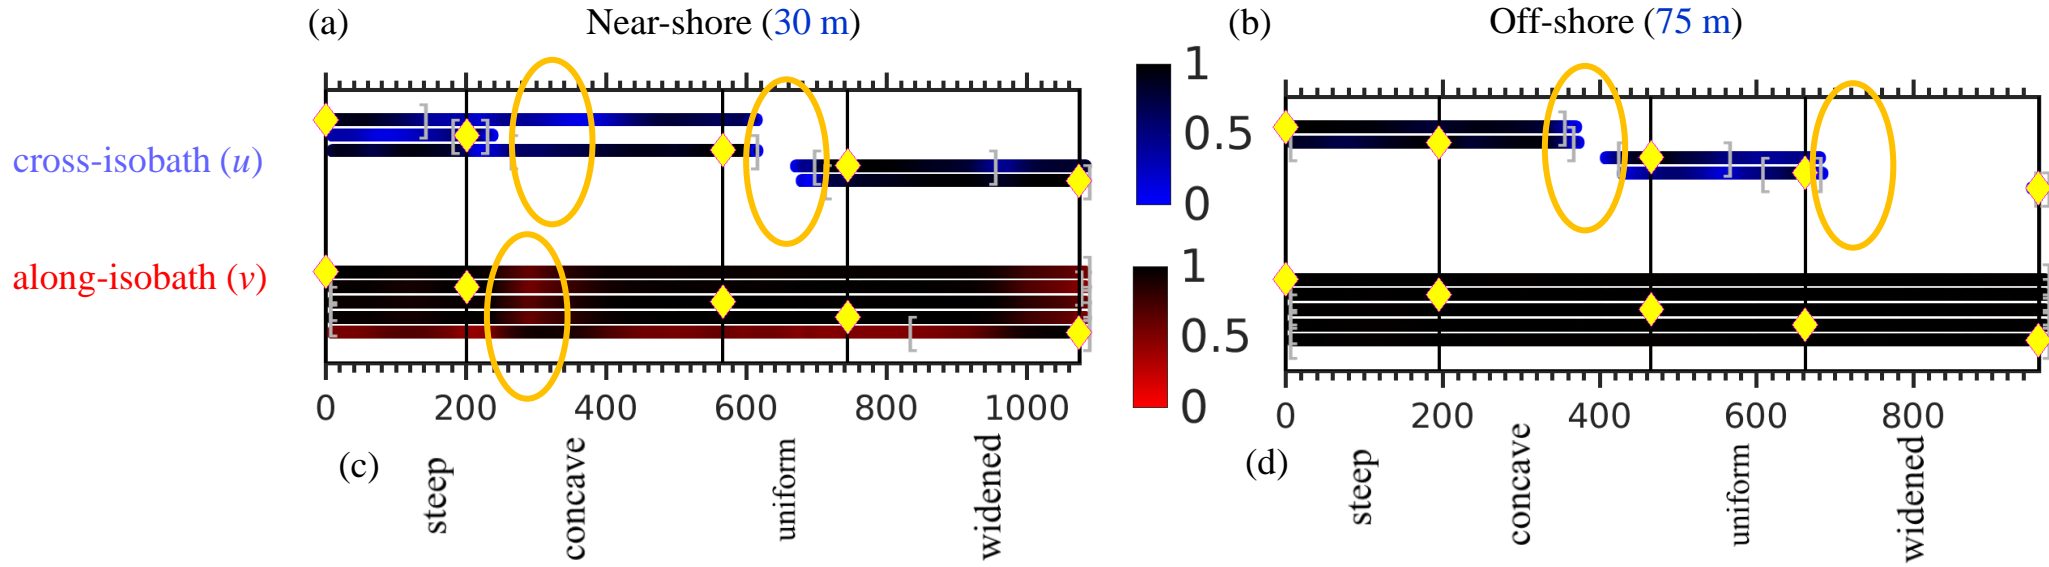 (a) Near-shore (30 m)
(b) Off-shore (75 m)
cross-isobath (u)
along-isobath (v)
1
0.5
0
1
0.5
0
0 200 400 600 800 1000
0 200 400 600 800
(c)
steep
concave
uniform
widened
(d)
steep
concave
uniform
widened